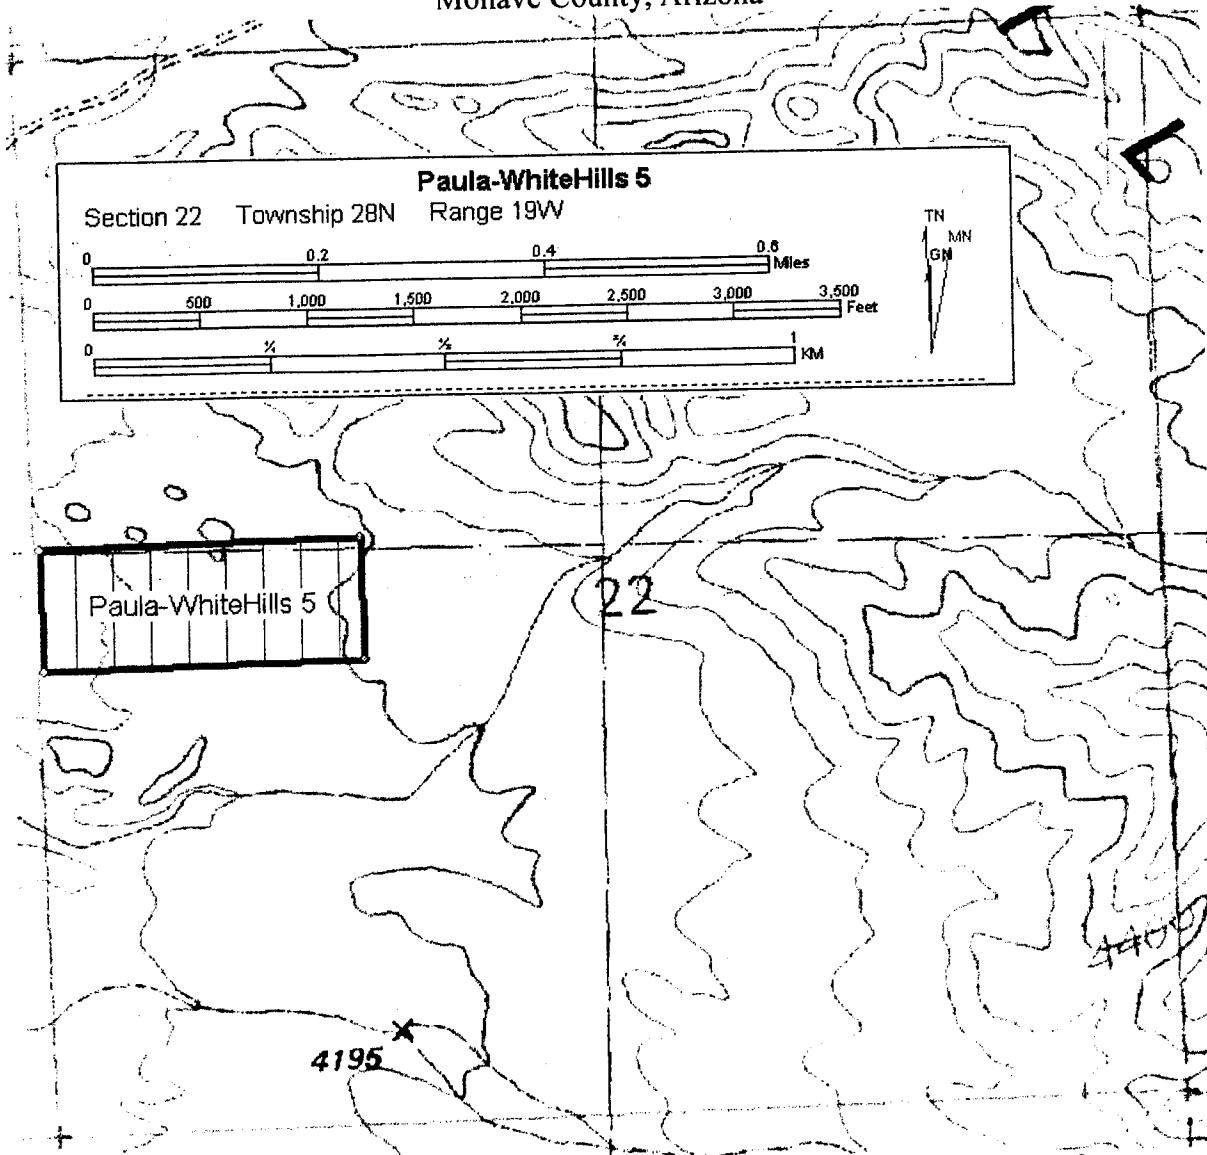 Mohave County, Arizona
Paula-WhiteHills 5
Section 22 Township 28N Range 19W
TN
MN
GN
0 0.2 0.4 0.6 Miles
0 500 1,000 1,500 2,000 2,500 3,000 3,500 Feet
0 ¼ ½ ¾ 1 KM
22
Paula-WhiteHills 5
4400
4195